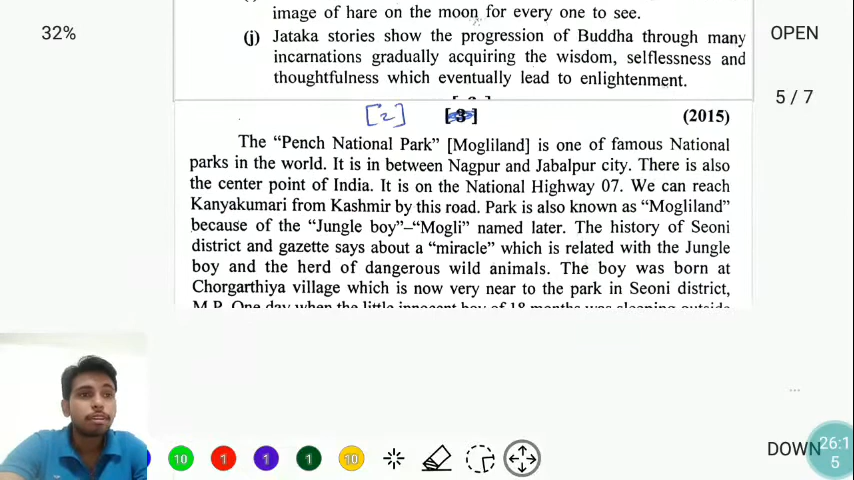 image of hare on the moon for every one to see.
32%
OPEN
(j) Jataka stories show the progression of Buddha through many
incarnations gradually acquiring the wisdom, selflessness and
thoughtfulness which eventually lead to enlightenment.
5 / 7
[2] [3] (2015)
The “Pench National Park” [Mogliland] is one of famous National
parks in the world. It is in between Nagpur and Jabalpur city. There is also
the center point of India. It is on the National Highway 07. We can reach
Kanyakumari from Kashmir by this road. Park is also known as “Mogliland”
because of the “Jungle boy”–“Mogli” named later. The history of Seoni
district and gazette says about a “miracle” which is related with the Jungle
boy and the herd of dangerous wild animals. The boy was born at
Chorgarthiya village which is now very near to the park in Seoni district,
M.P. One day when the little innocent boy of 18 months was sleeping outside
...
10 1 1 1 10
DOWN
26:1
5